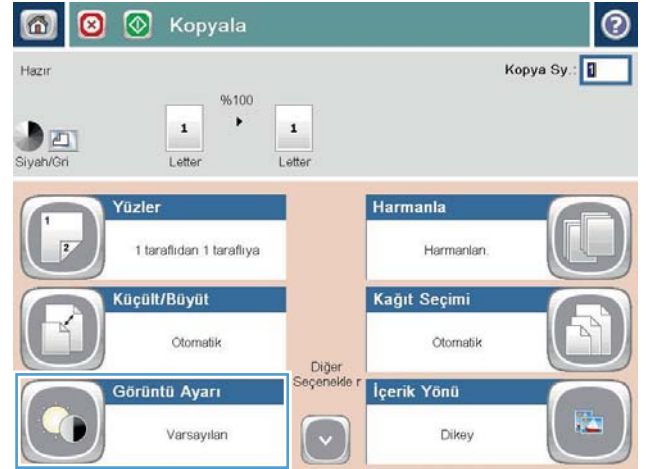 Kopyala
Hazır
Kopya Sy.: 1
%100
1
1
Siyah/Gri
Letter
Letter
Yüzler
1 taraflıdan 1 taraflıya
1
2
Harmanla
Harmanlan.
Küçült/Büyüt
Otomatik
Kağıt Seçimi
Otomatik
Diğer
Seçenekle r
Görüntü Ayarı
Varsayılan
İçerik Yönü
Dikey